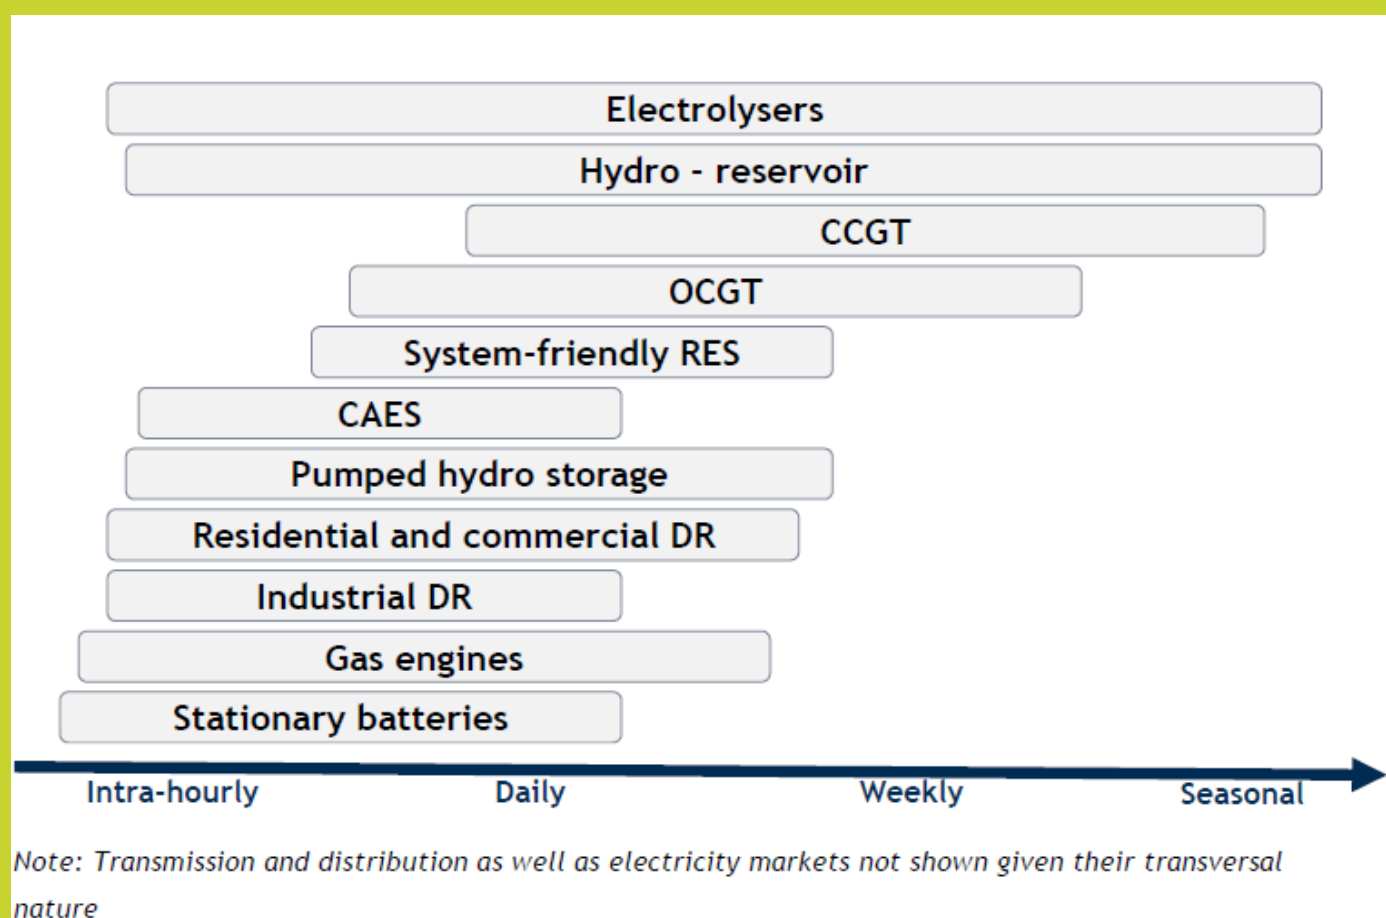 Electrolysers
Hydro - reservoir
CCGT
OCGT
System-friendly RES
CAES
Pumped hydro storage
Residential and commercial DR
Industrial DR
Gas engines
Stationary batteries
Intra-hourly Daily Weekly Seasonal
Note: Transmission and distribution as well as electricity markets not shown given their transversal
nature